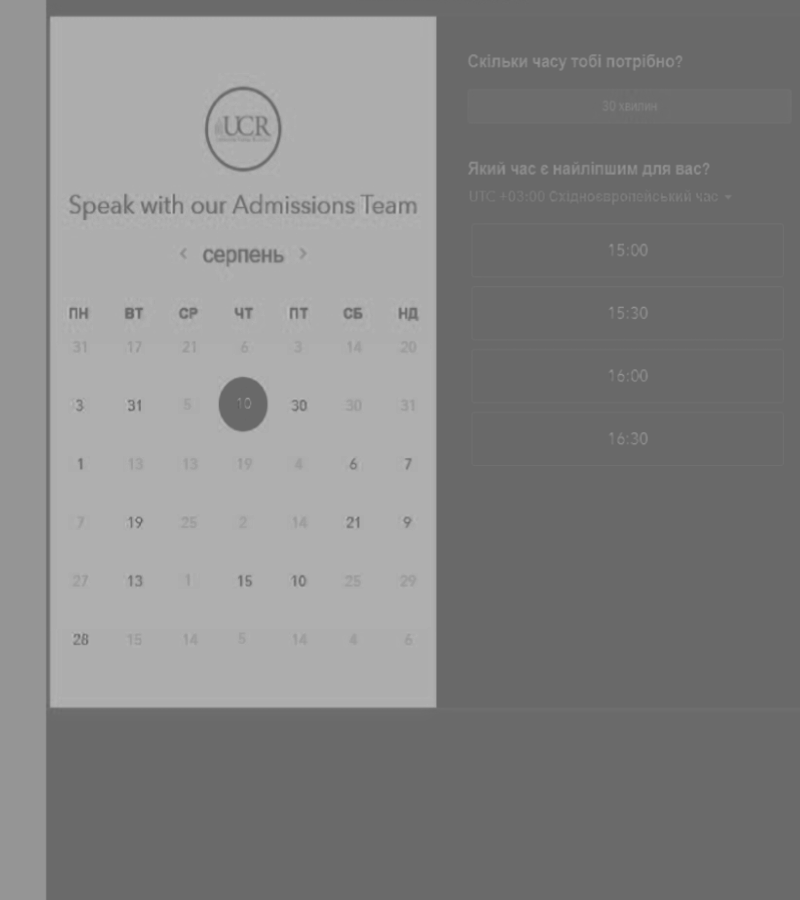 UCR
Speak with our Admissions Team
< серпень >
ПН ВТ СР ЧТ ПТ СБ НД
31 17 21 6 3 14 20
3 31 5 10 30 30 31
1 13 13 19 4 6 7
7 19 25 2 14 21 9
27 13 1 15 10 25 29
28 15 14 5 14 4 6
Скільки часу тобі потрібно?
30 хвилин
Який час є найліпшим для вас?
UTC +03:00 Східноєвропейський час
15:00
15:30
16:00
16:30